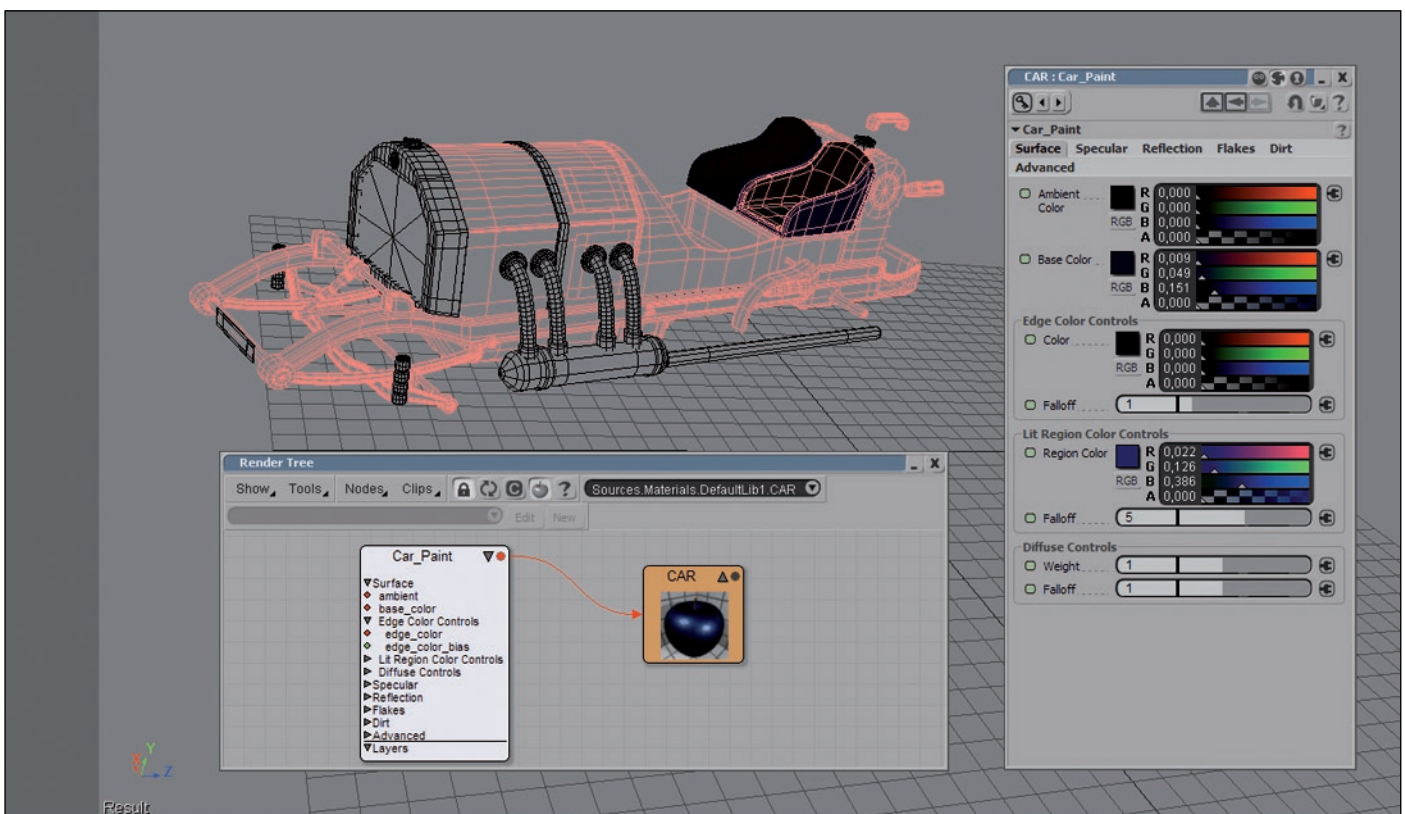 CAR : Car_Paint
Car_Paint
Surface Specular Reflection Flakes Dirt
Advanced
Ambient Color
RGB
R 0,000
G 0,000
B 0,000
A 0,000
Base Color
RGB
R 0,009
G 0,049
B 0,151
A 0,000
Edge Color Controls
Color
RGB
R 0,000
G 0,000
B 0,000
A 0,000
Falloff 1
Lit Region Color Controls
Region Color
RGB
R 0,022
G 0,126
B 0,386
A 0,000
Falloff 5
Diffuse Controls
Weight 1
Falloff 1
Render Tree
Show Tools Nodes Clips ? Sources.Materials.DefaultLib1.CAR
Edit New
Car_Paint
Surface
ambient
base_color
Edge Color Controls
edge_color
edge_color_bias
Lit Region Color Controls
Diffuse Controls
Specular
Reflection
Flakes
Dirt
Advanced
Layers
CAR
Y
Z
Result